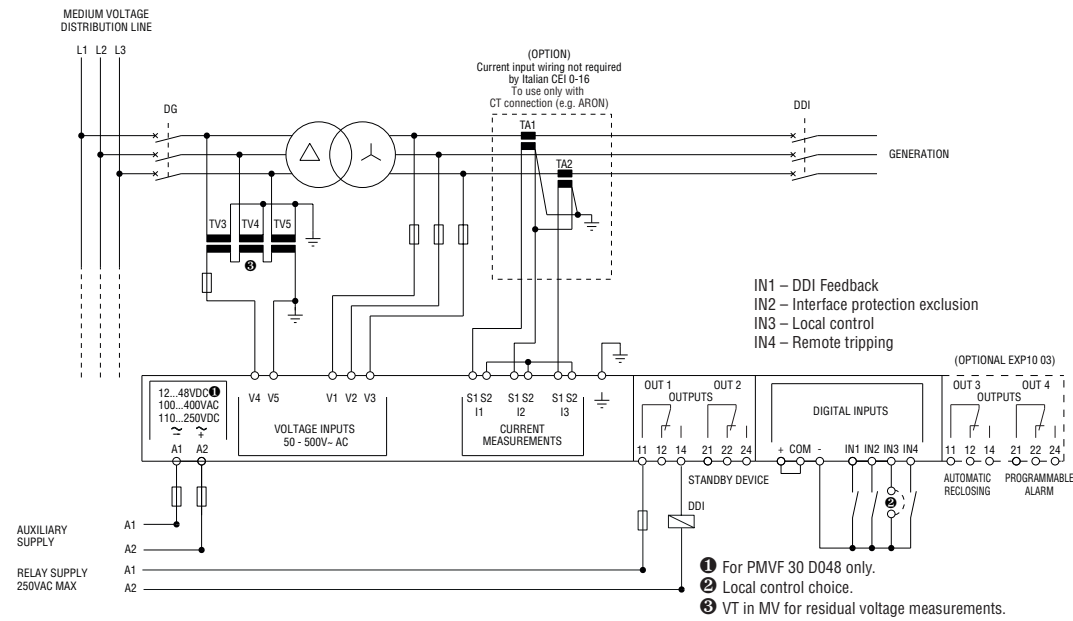 MEDIUM VOLTAGE
DISTRIBUTION LINE
L1 L2 L3
DG
(OPTION)
Current input wiring not required
by Italian CEI 0-16
To use only with
CT connection (e.g. ARON)
TA1
TA2
DDI
GENERATION
TV3 TV4 TV5
❸
IN1 – DDI Feedback
IN2 – Interface protection exclusion
IN3 – Local control
IN4 – Remote tripping
(OPTIONAL EXP10 03)
12...48VDC❶
100...400VAC
110...250VDC
~ ~
– +
A1 A2
V4 V5 V1 V2 V3
VOLTAGE INPUTS
50 - 500V~ AC
S1 S2 S1 S2 S1 S2
I1 I2 I3
CURRENT
MEASUREMENTS
OUT 1 OUT 2
OUTPUTS
11 12 14 21 22 24
DIGITAL INPUTS
+ COM - IN1 IN2 IN3 IN4
OUT 3 OUT 4
OUTPUTS
11 12 14 21 22 24
STANDBY DEVICE
AUTOMATIC
RECLOSING
PROGRAMMABLE
ALARM
DDI
❷
AUXILIARY
SUPPLY
A1
A2
RELAY SUPPLY
250VAC MAX
A1
A2
❶ For PMVF 30 D048 only.
❷ Local control choice.
❸ VT in MV for residual voltage measurements.